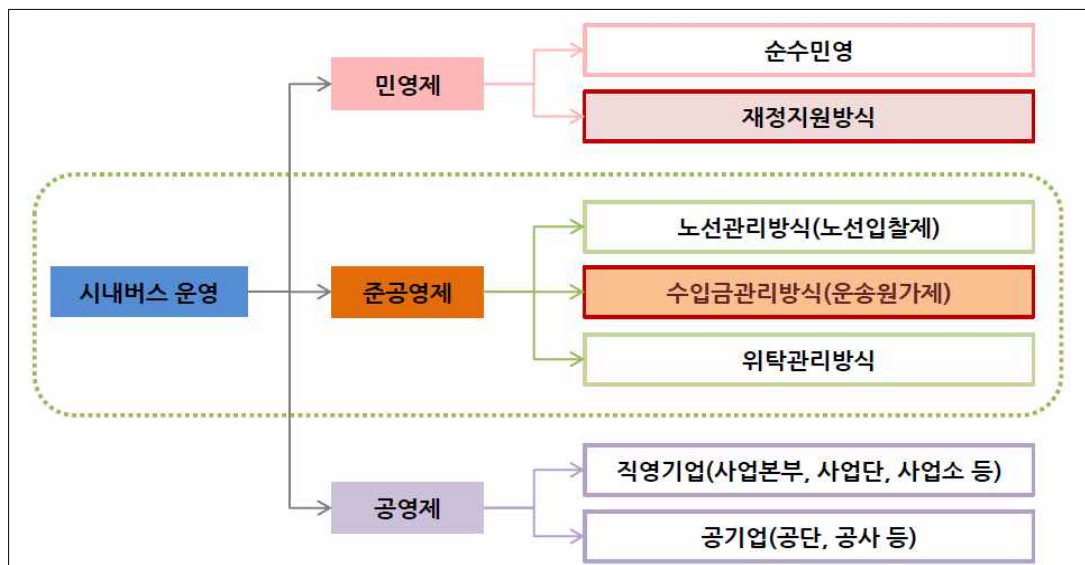 순수민영
민영제
재정지원방식
노선관리방식(노선입찰제)
시내버스 운영
준공영제
수입금관리방식(운송원가제)
위탁관리방식
직영기업(사업본부, 사업단, 사업소 등)
공영제
공기업(공단, 공사 등)